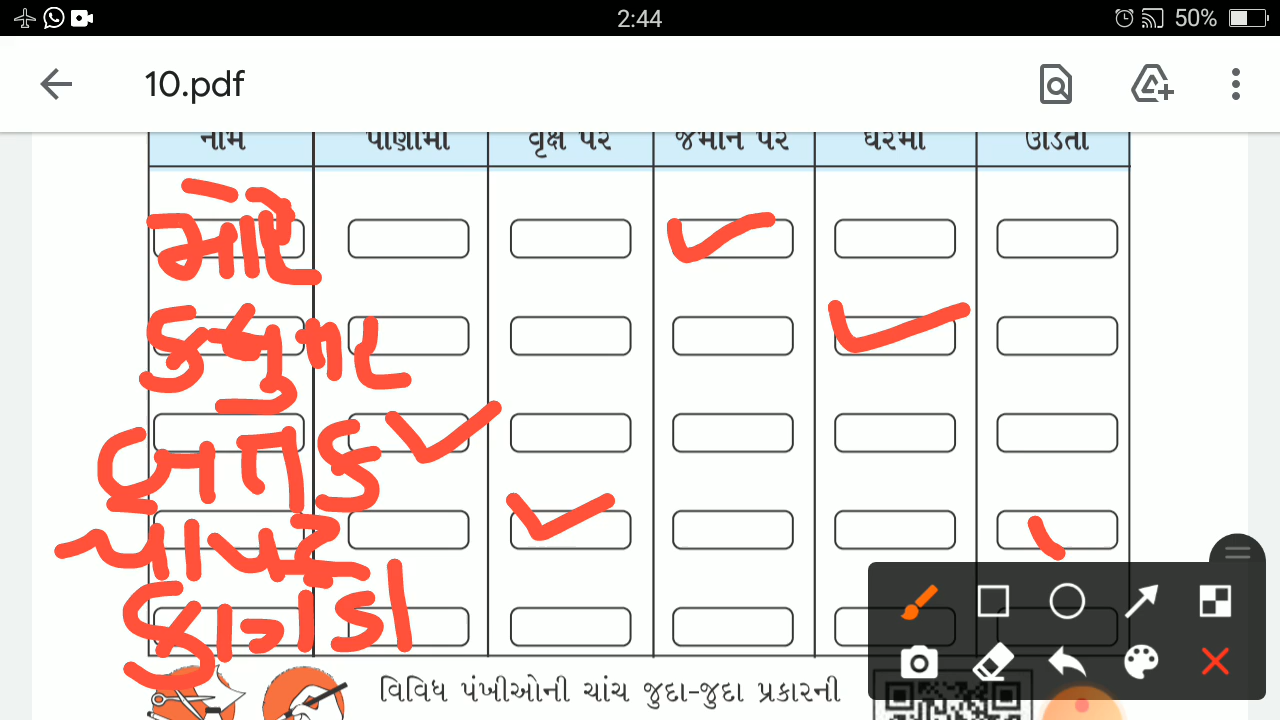 2:44 50%
10.pdf
નામ પાણીમાં વૃક્ષ પર જમીન પર ઘરમાં ઊડતાં
મોર
કબુતર
બતક
પોપટ
કાગડો
વિવિધ પંખીઓની ચાંચ જુદા-જુદા પ્રકારની